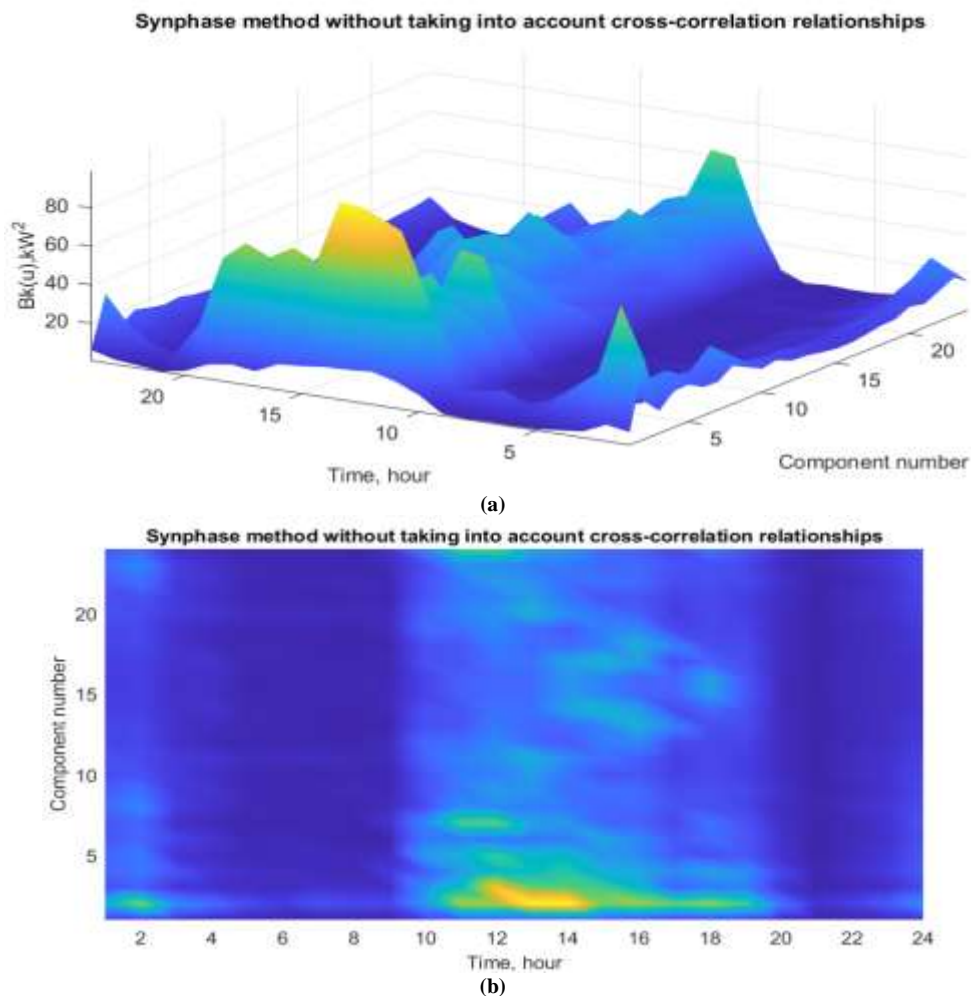 Synphase method without taking into account cross-correlation relationships
80
60
40
20
Bk(u),kW²
20
15
10
5
Time, hour
5
10
15
20
Component number
(a)
Synphase method without taking into account cross-correlation relationships
20
15
10
5
Component number
2 4 6 8 10 12 14 16 18 20 22 24
Time, hour
(b)